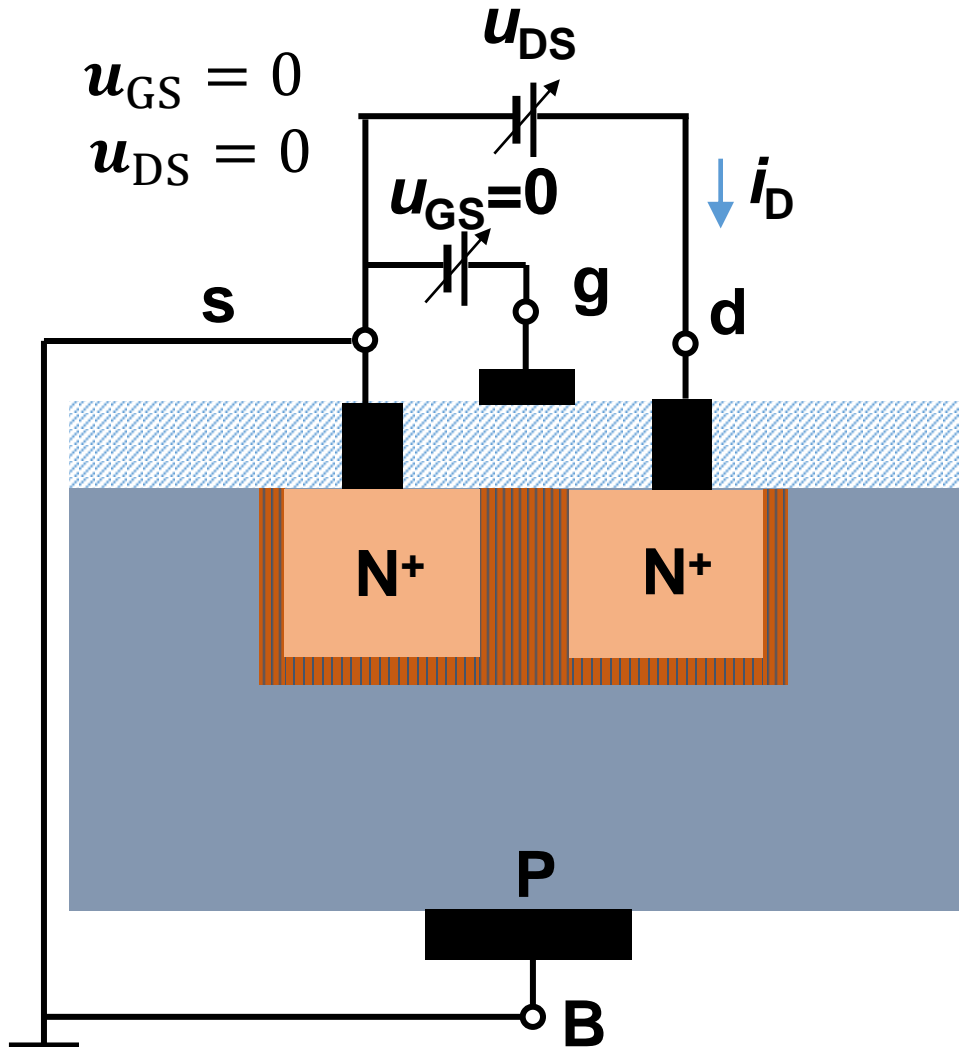 u_DS
u_GS = 0
u_DS = 0
u_GS=0
i_D
s
g
d
N⁺
N⁺
P
B